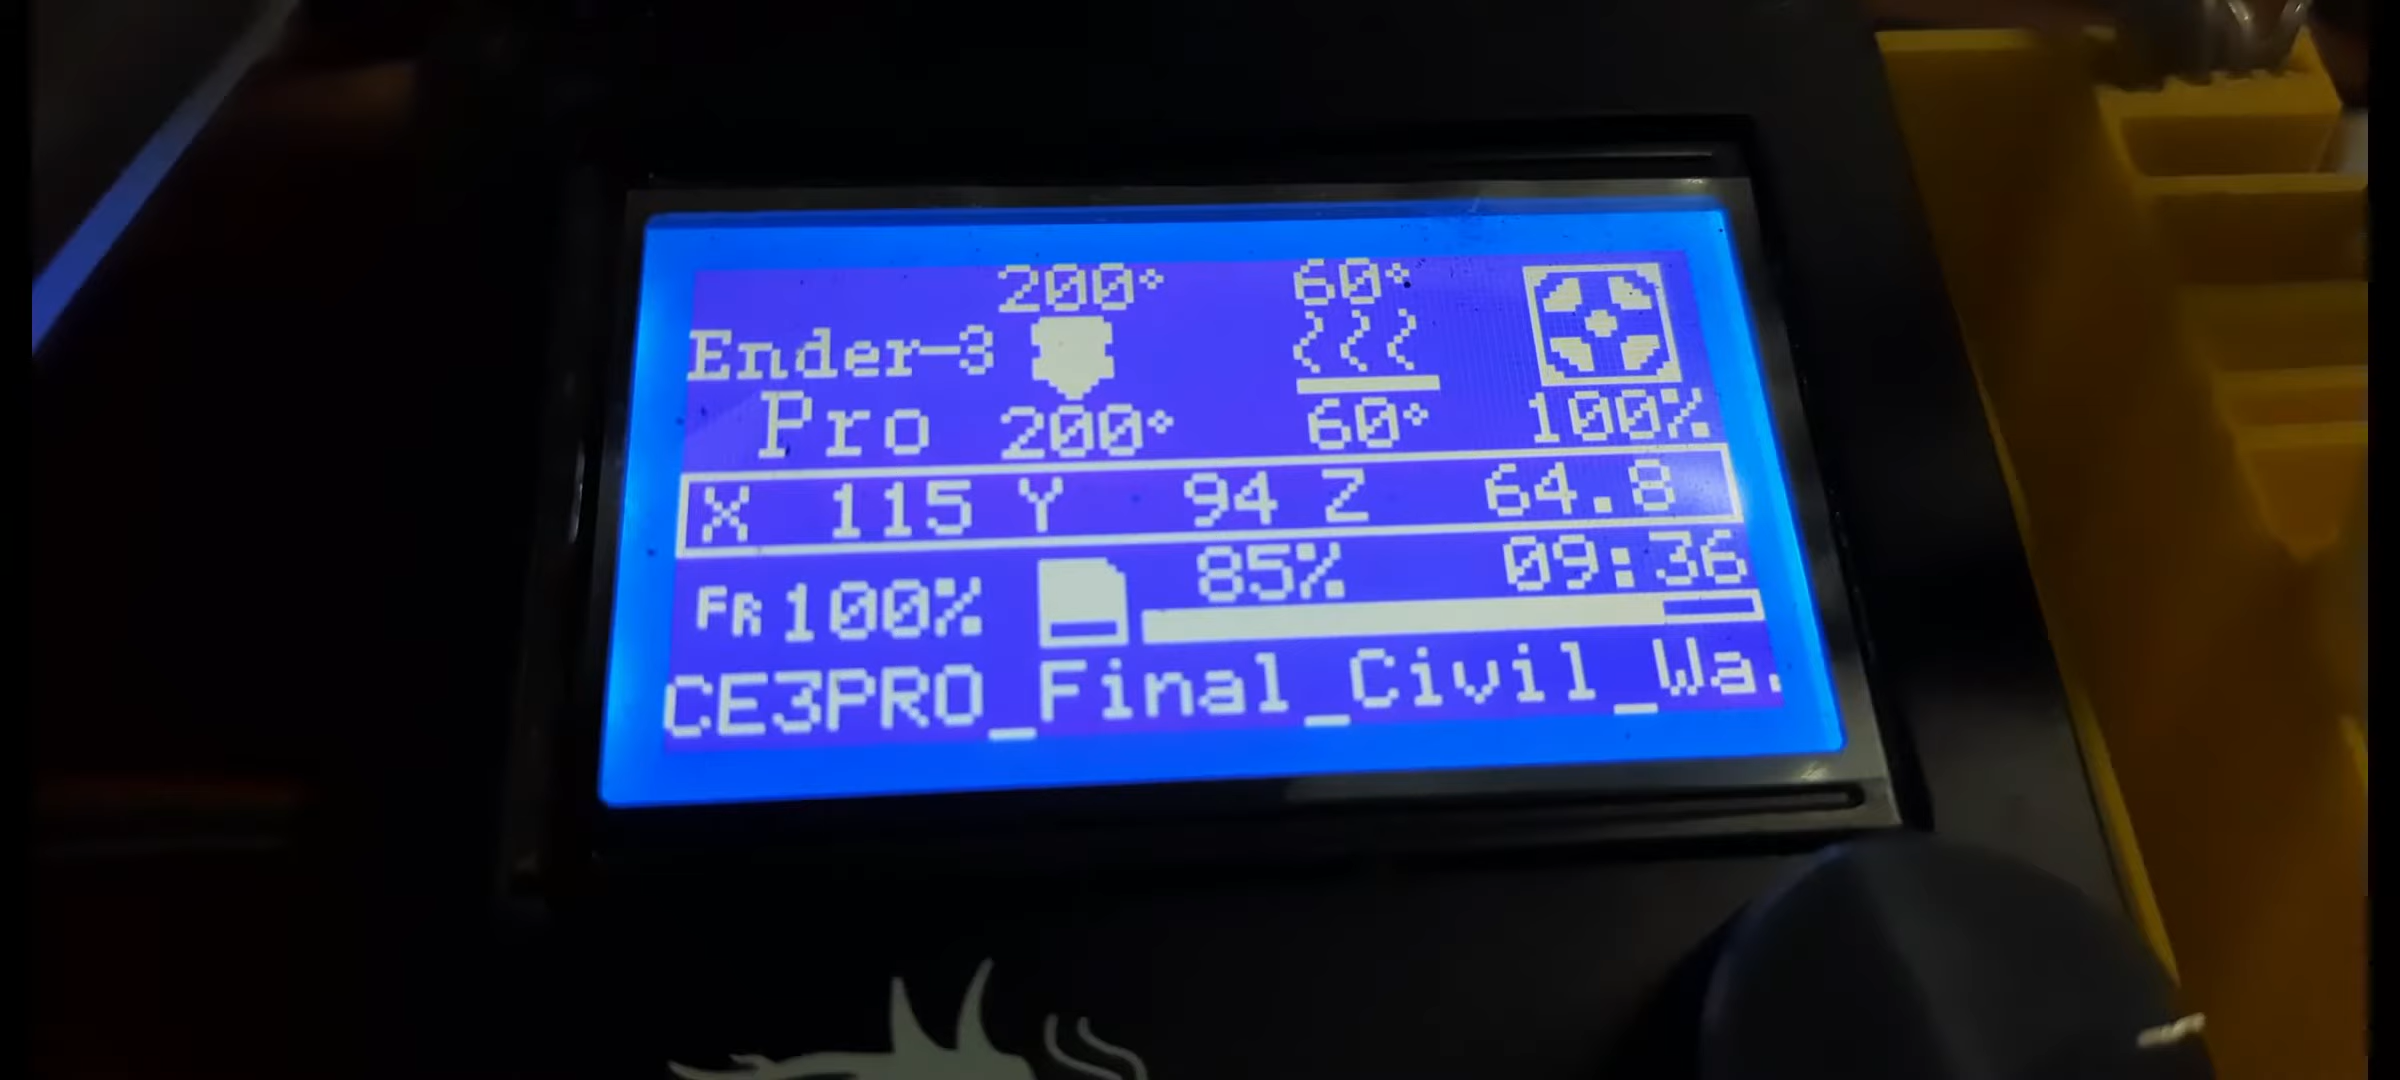 200° 60°
Ender-3
Pro 200° 60° 100%
X 115 Y 94 Z 64.8
85% 09:36
FR100%
CE3PRO_Final_Civil_Wa.